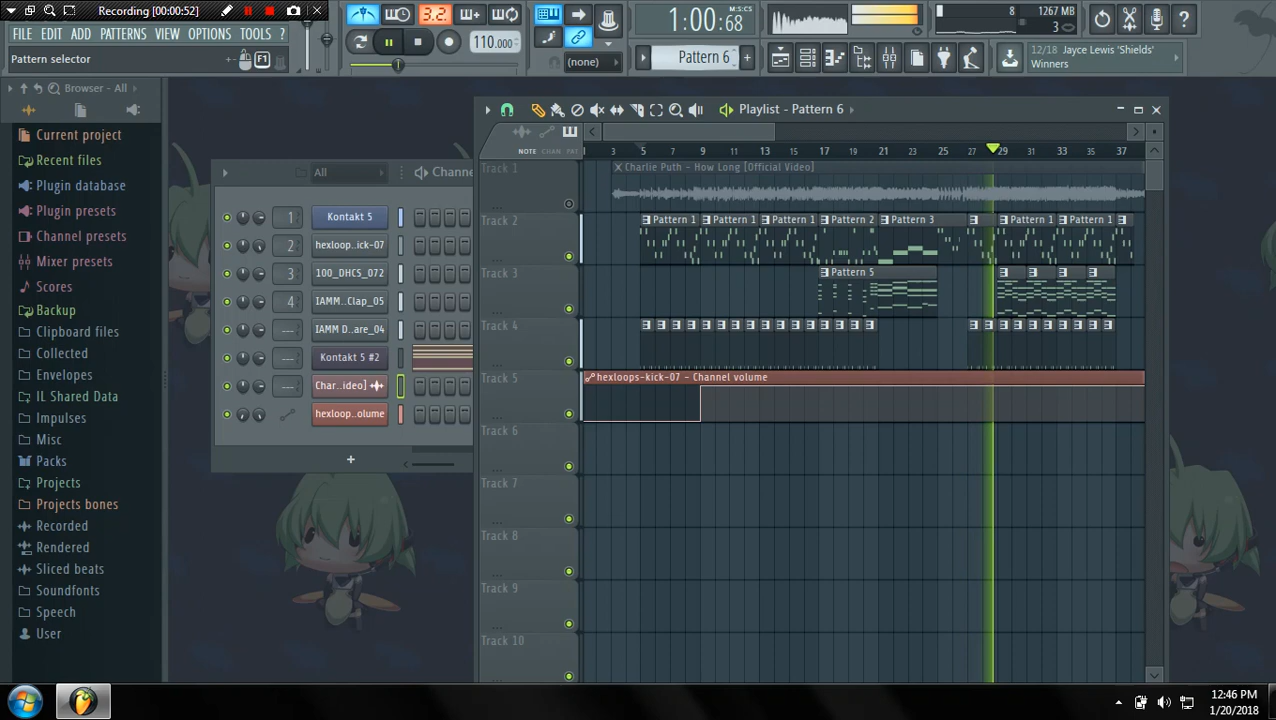 Recording [00:00:52]
FILE EDIT ADD PATTERNS VIEW OPTIONS TOOLS ?
Pattern selector
F1
3.2
110.000
1:00:68
M:S:CS
(none)
Pattern 6
8
1267 MB
3
12/18 Jayce Lewis 'Shields'
Winners
Browser - All
Current project
Recent files
Plugin database
Plugin presets
Channel presets
Mixer presets
Scores
Backup
Clipboard files
Collected
Envelopes
IL Shared Data
Impulses
Misc
Packs
Projects
Projects bones
Recorded
Rendered
Sliced beats
Soundfonts
Speech
User
All
Channe
1 Kontakt 5
2 hexloop..ick-07
3 100_DHCS_072
4 IAMM..Clap_05
--- IAMM D..are_04
--- Kontakt 5 #2
--- Char..ideo]
hexloop..olume
+
Playlist - Pattern 6
NOTE CHAN PAT
3 5 7 9 11 13 15 17 19 21 23 25 27 29 31 33 35 37
Track 1
Charlie Puth - How Long [Official Video]
Track 2
Pattern 1 Pattern 1 Pattern 1 Pattern 2 Pattern 3 Pattern 1 Pattern 1
Track 3
Pattern 5
Track 4
Track 5
hexloops-kick-07 - Channel volume
Track 6
Track 7
Track 8
Track 9
Track 10
12:46 PM
1/20/2018